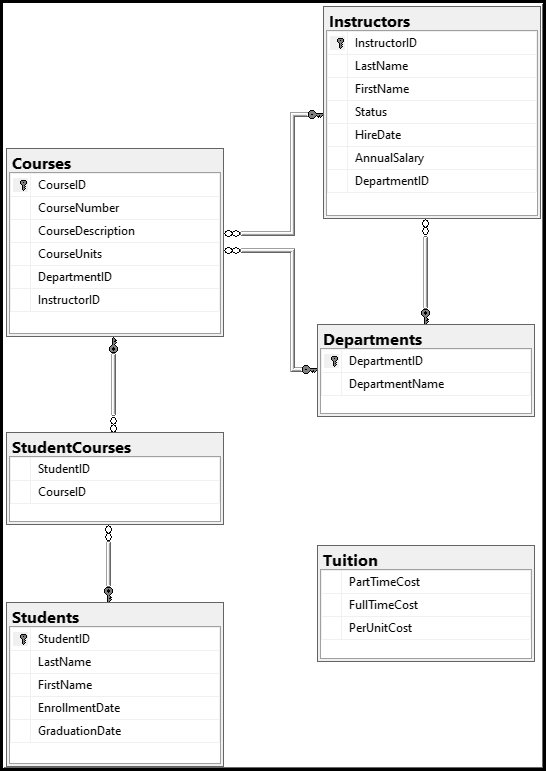 Instructors
InstructorID
LastName
FirstName
Status
HireDate
AnnualSalary
DepartmentID
Courses
CourseID
CourseNumber
CourseDescription
CourseUnits
DepartmentID
InstructorID
Departments
DepartmentID
DepartmentName
StudentCourses
StudentID
CourseID
Tuition
PartTimeCost
FullTimeCost
PerUnitCost
Students
StudentID
LastName
FirstName
EnrollmentDate
GraduationDate